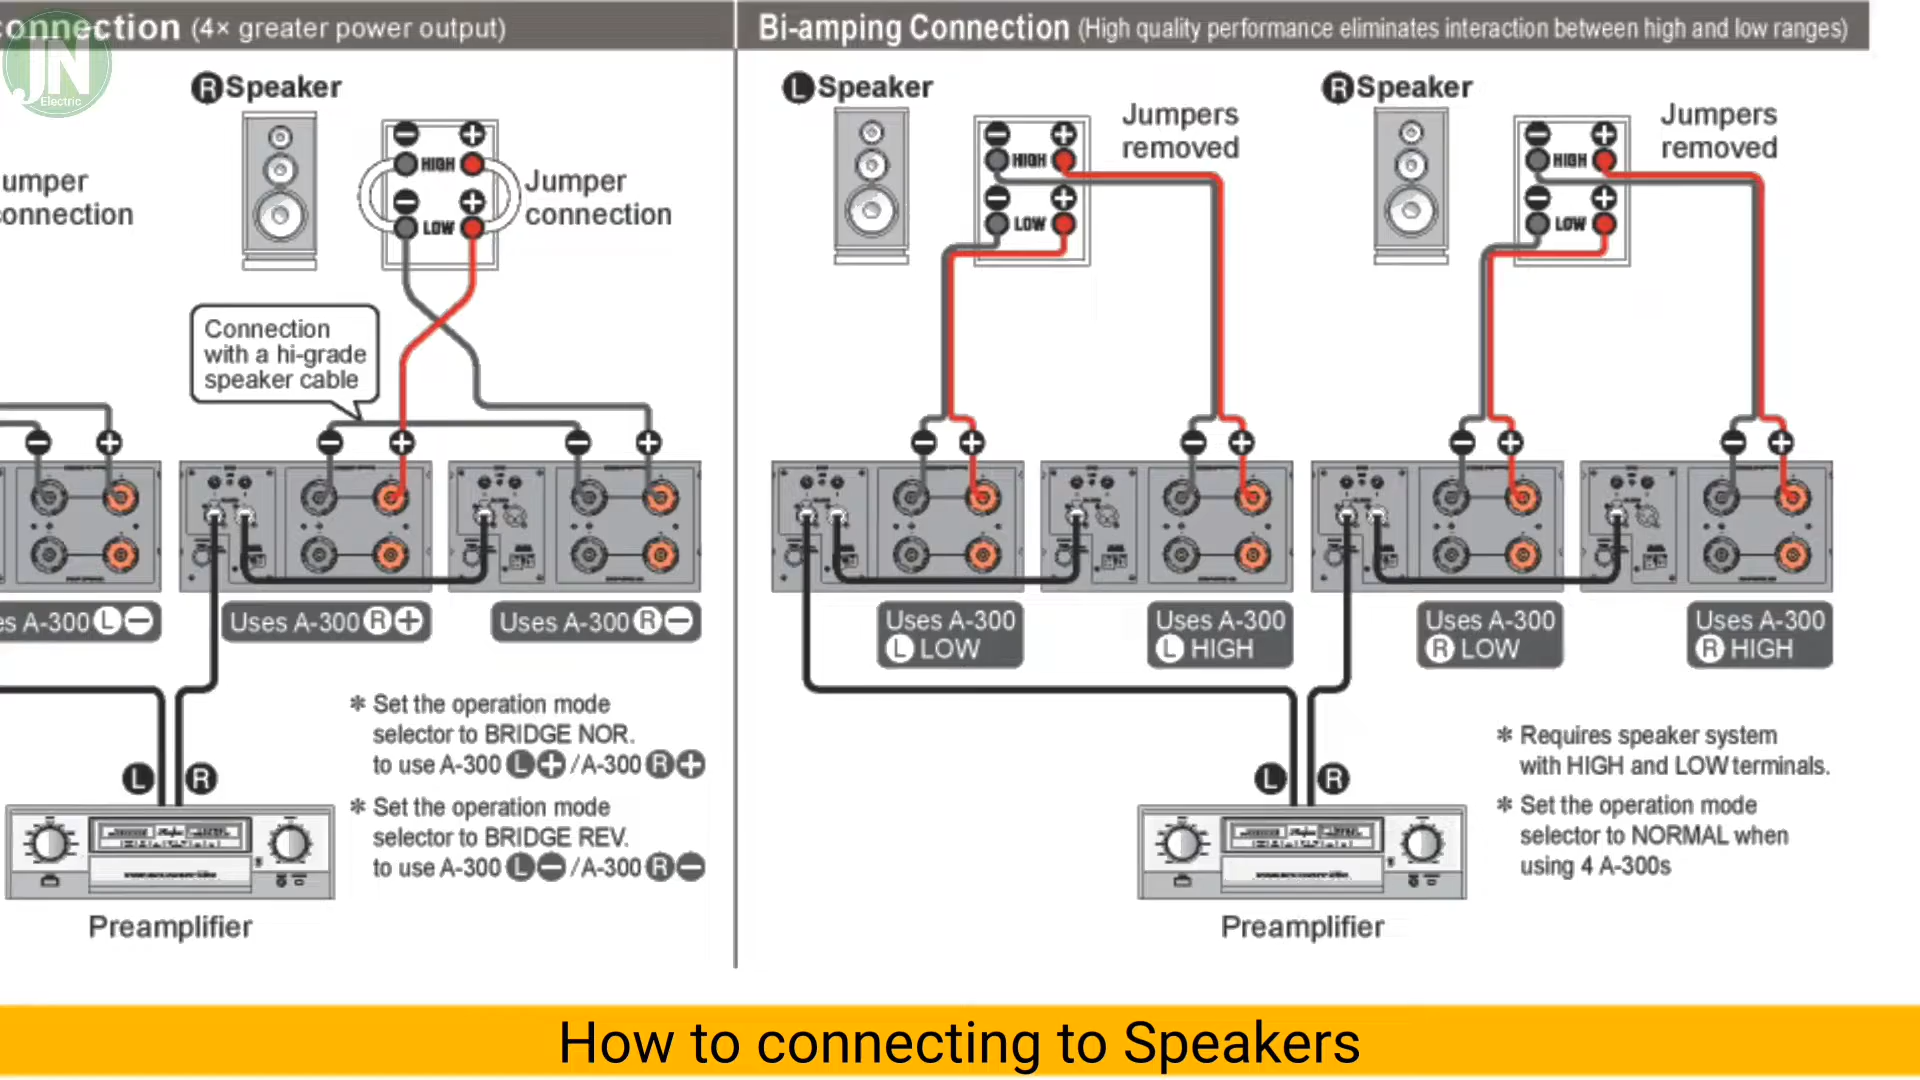 onnection (4× greater power output)
JN
Electric
R Speaker
− +
HIGH
− +
LOW
Jumper
connection
umper
onnection
Connection
with a hi-grade
speaker cable
− + − + − +
es A-300 L −
Uses A-300 R +
Uses A-300 R −
* Set the operation mode
selector to BRIDGE NOR.
to use A-300 L + /A-300 R +
* Set the operation mode
selector to BRIDGE REV.
to use A-300 L − /A-300 R −
L R
Preamplifier
Bi-amping Connection (High quality performance eliminates interaction between high and low ranges)
L Speaker
− +
HIGH
− +
LOW
Jumpers
removed
R Speaker
− +
HIGH
− +
LOW
Jumpers
removed
− + − + − + − +
Uses A-300
L LOW
Uses A-300
L HIGH
Uses A-300
R LOW
Uses A-300
R HIGH
L R
Preamplifier
* Requires speaker system
with HIGH and LOW terminals.
* Set the operation mode
selector to NORMAL when
using 4 A-300s
How to connecting to Speakers